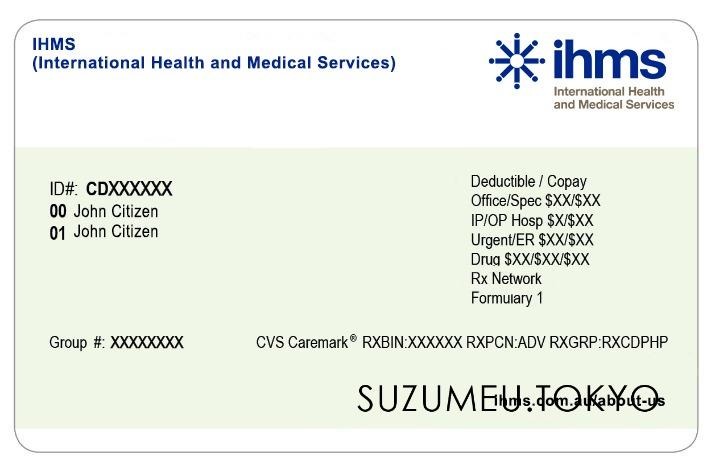 IHMS
(International Health and Medical Services)
ihms
International Health
and Medical Services
ID#: CDXXXXXX
00 John Citizen
01 John Citizen
Deductible / Copay
Office/Spec $XX/$XX
IP/OP Hosp $X/$XX
Urgent/ER $XX/$XX
Drug $XX/$XX/$XX
Rx Network
Formulary 1
Group #: XXXXXXXX
CVS Caremark® RXBIN:XXXXXX RXPCN:ADV RXGRP:RXCDPHP
SUZUMEU.TOKYO
ihms.com.au/about-us